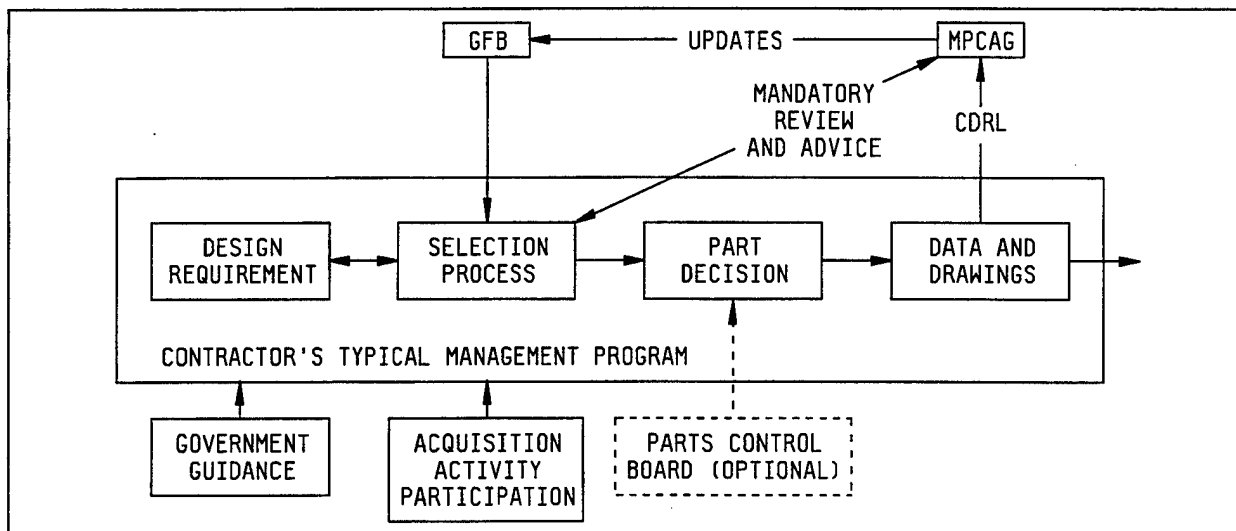 GFB
UPDATES
MPCAG
MANDATORY
REVIEW
AND ADVICE
CDRL
DESIGN
REQUIREMENT
SELECTION
PROCESS
PART
DECISION
DATA AND
DRAWINGS
CONTRACTOR'S TYPICAL MANAGEMENT PROGRAM
GOVERNMENT
GUIDANCE
ACQUISITION
ACTIVITY
PARTICIPATION
PARTS CONTROL
BOARD (OPTIONAL)